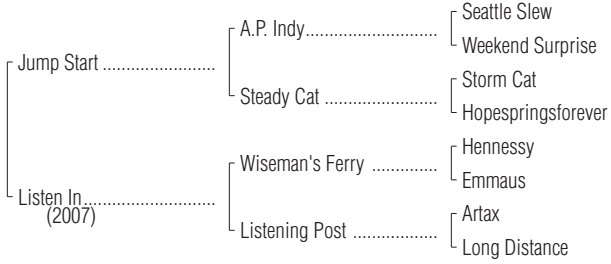 Seattle Slew
A.P. Indy..........................
Weekend Surprise
Jump Start ......................
Storm Cat
Steady Cat ......................
Hopespringsforever
Hennessy
Wiseman's Ferry .............
Emmaus
Listen In..........................
(2007)
Artax
Listening Post .................
Long Distance